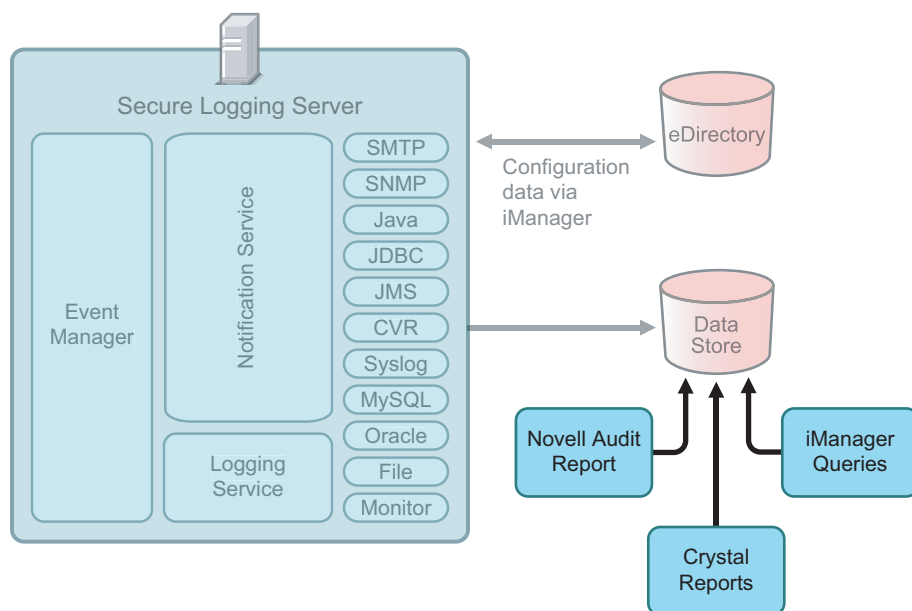 Secure Logging Server
Event
Manager
Notification Service
Logging
Service
SMTP
SNMP
Java
JDBC
JMS
CVR
Syslog
MySQL
Oracle
File
Monitor
Configuration
data via
iManager
eDirectory
Data
Store
Novell Audit
Report
iManager
Queries
Crystal
Reports